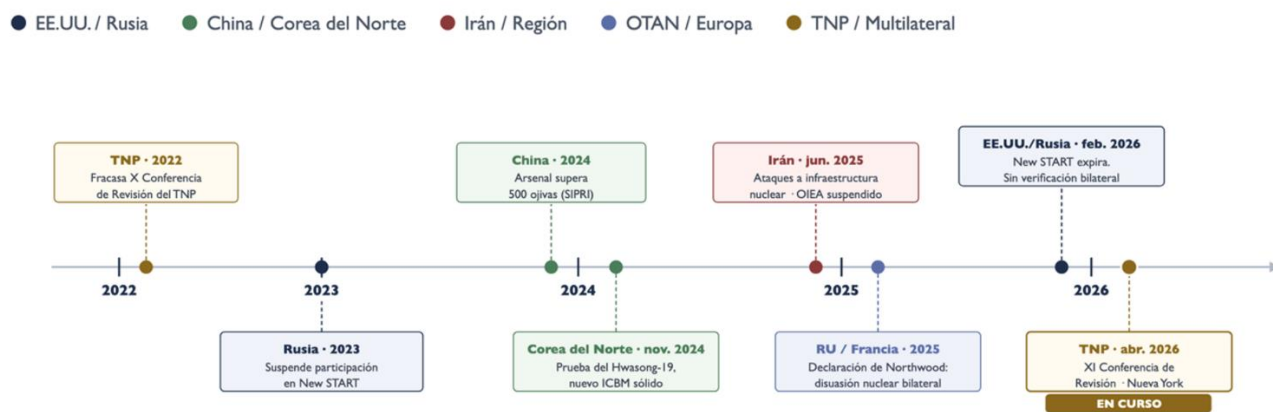 EE.UU. / Rusia
China / Corea del Norte
Irán / Región
OTAN / Europa
TNP / Multilateral
TNP · 2022
Fracasa X Conferencia
de Revisión del TNP
China · 2024
Arsenal supera
500 ojivas (SIPRI)
Irán · jun. 2025
Ataques a infraestructura
nuclear · OIEA suspendido
EE.UU./Rusia · feb. 2026
New START expira.
Sin verificación bilateral
2022
2023
2024
2025
2026
Rusia · 2023
Suspende participación
en New START
Corea del Norte · nov. 2024
Prueba del Hwasong-19,
nuevo ICBM sólido
RU / Francia · 2025
Declaración de Northwood:
disuasión nuclear bilateral
TNP · abr. 2026
XI Conferencia de
Revisión · Nueva York
EN CURSO